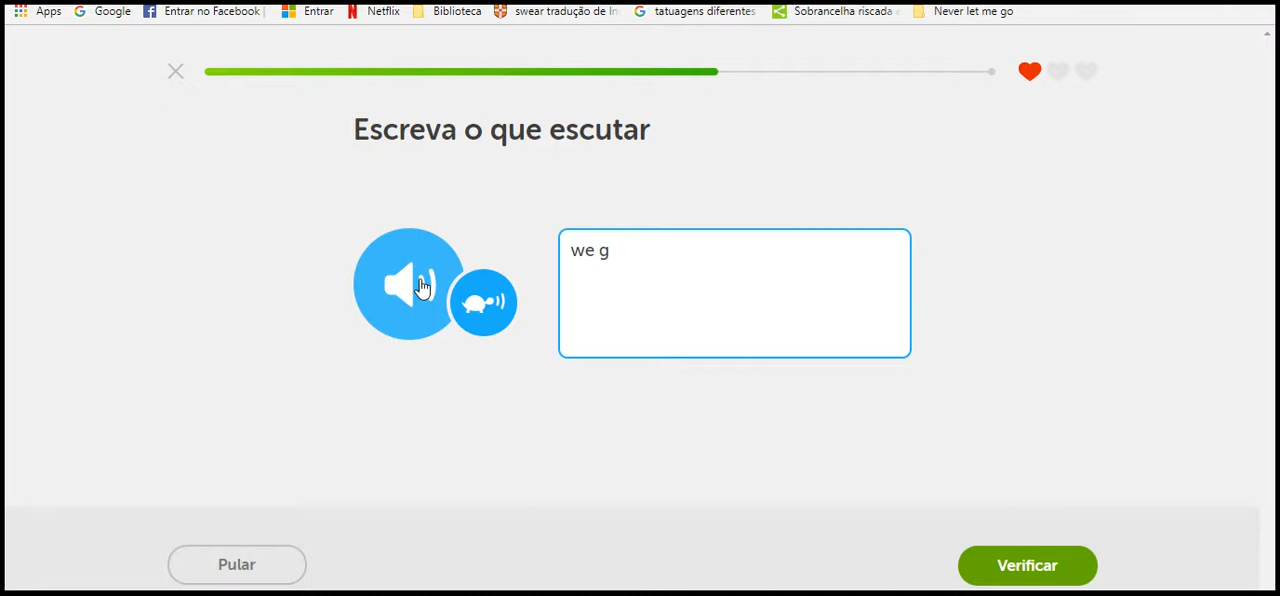 Apps Google Entrar no Facebook Entrar Netflix Biblioteca swear tradução de In tatuagens diferentes Sobrancelha riscada Never let me go
Escreva o que escutar
we g
Pular Verificar